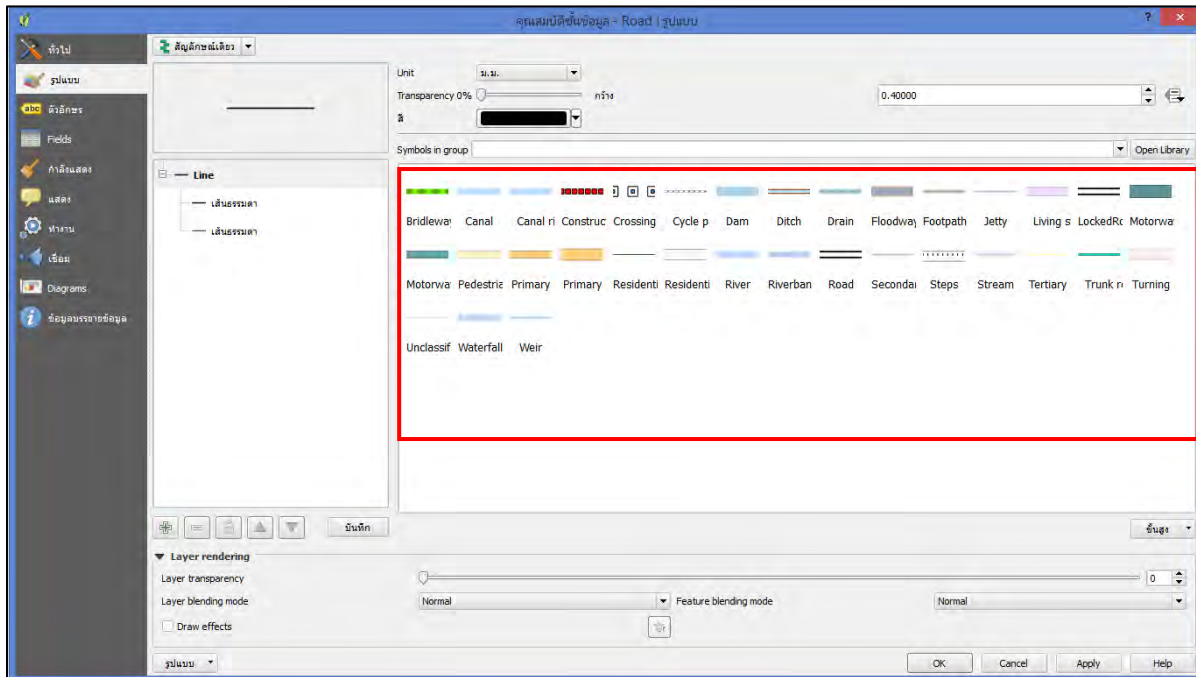 คุณสมบัติชั้นข้อมูล - Road | รูปแบบ
?
ทั่วไป
รูปแบบ
abc ตัวอักษร
Fields
กำลังแสดง
แสดง
ทำงาน
เชื่อม
Diagrams
ข้อมูลบรรยายข้อมูล
สัญลักษณ์เดียว
Unit ม.ม.
Transparency 0% กว้าง 0.40000
สี
Symbols in group Open Library
Line
เส้นธรรมดา
เส้นธรรมดา
Bridleway Canal Canal ri Construc Crossing Cycle p Dam Ditch Drain Floodway Footpath Jetty Living s LockedRo Motorwa
Motorwa Pedestria Primary Primary Residenti Residenti River Riverban Road Seconda Steps Stream Tertiary Trunk r Turning
Unclassif Waterfall Weir
บันทึก
ขั้นสูง
Layer rendering
Layer transparency 0
Layer blending mode Normal Feature blending mode Normal
Draw effects
รูปแบบ OK Cancel Apply Help